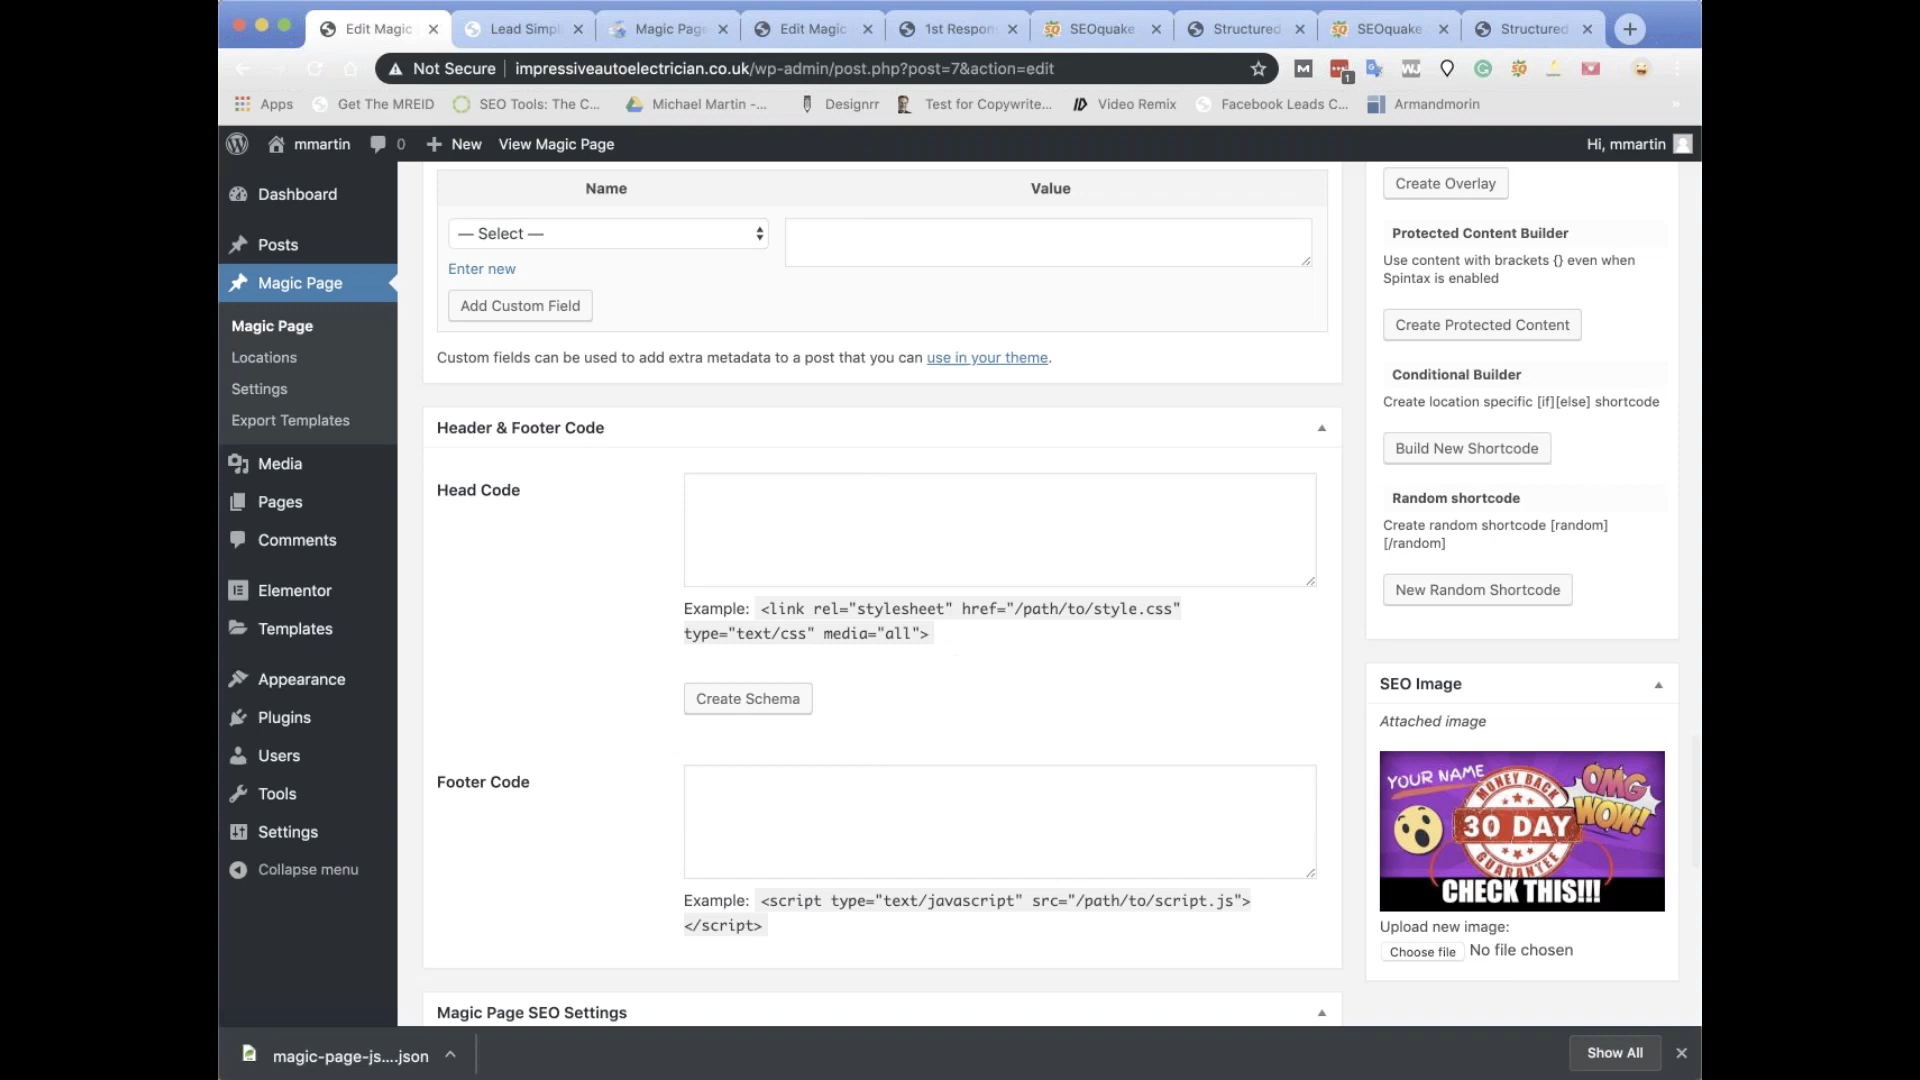 Edit Magic
Lead Simpl
Magic Page
Edit Magic
1st Respon
SEOquake
Structured
SEOquake
Structured
Not Secure
impressiveautoelectrician.co.uk/wp-admin/post.php?post=7&action=edit
Apps
Get The MREID
SEO Tools: The C...
Michael Martin -...
Designrr
Test for Copywrite...
Video Remix
Facebook Leads C...
Armandmorin
mmartin
0
New
View Magic Page
Hi, mmartin
Dashboard
Posts
Magic Page
Magic Page
Locations
Settings
Export Templates
Media
Pages
Comments
Elementor
Templates
Appearance
Plugins
Users
Tools
Settings
Collapse menu
Name
Value
— Select —
Enter new
Add Custom Field
Custom fields can be used to add extra metadata to a post that you can use in your theme.
Header & Footer Code
Head Code
Example: <link rel="stylesheet" href="/path/to/style.css"
type="text/css" media="all">
Create Schema
Footer Code
Example: <script type="text/javascript" src="/path/to/script.js">
</script>
Magic Page SEO Settings
Create Overlay
Protected Content Builder
Use content with brackets {} even when
Spintax is enabled
Create Protected Content
Conditional Builder
Create location specific [if][else] shortcode
Build New Shortcode
Random shortcode
Create random shortcode [random]
[/random]
New Random Shortcode
SEO Image
Attached image
YOUR NAME
MONEY BACK
OMG
WOW!
30 DAY
GUARANTEE
CHECK THIS!!!
Upload new image:
Choose file
No file chosen
magic-page-js....json
Show All